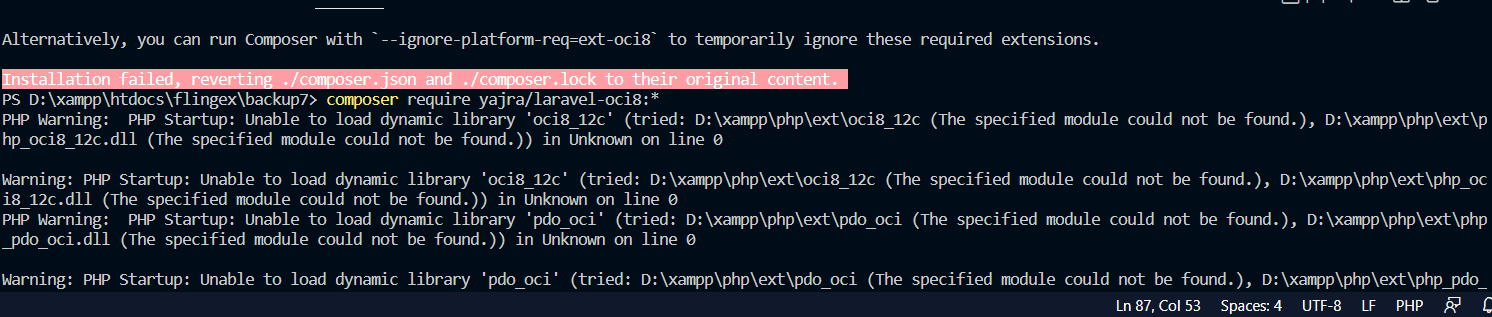 Alternatively, you can run Composer with `--ignore-platform-req=ext-oci8` to temporarily ignore these required extensions.
Installation failed, reverting ./composer.json and ./composer.lock to their original content.
PS D:\xampp\htdocs\flingex\backup7> composer require yajra/laravel-oci8:*
PHP Warning:  PHP Startup: Unable to load dynamic library 'oci8_12c' (tried: D:\xampp\php\ext\oci8_12c (The specified module could not be found.), D:\xampp\php\ext\p
hp_oci8_12c.dll (The specified module could not be found.)) in Unknown on line 0
Warning: PHP Startup: Unable to load dynamic library 'oci8_12c' (tried: D:\xampp\php\ext\oci8_12c (The specified module could not be found.), D:\xampp\php\ext\php_oc
i8_12c.dll (The specified module could not be found.)) in Unknown on line 0
PHP Warning:  PHP Startup: Unable to load dynamic library 'pdo_oci' (tried: D:\xampp\php\ext\pdo_oci (The specified module could not be found.), D:\xampp\php\ext\php
_pdo_oci.dll (The specified module could not be found.)) in Unknown on line 0
Warning: PHP Startup: Unable to load dynamic library 'pdo_oci' (tried: D:\xampp\php\ext\pdo_oci (The specified module could not be found.), D:\xampp\php\ext\php_pdo_
Ln 87, Col 53 Spaces: 4 UTF-8 LF PHP